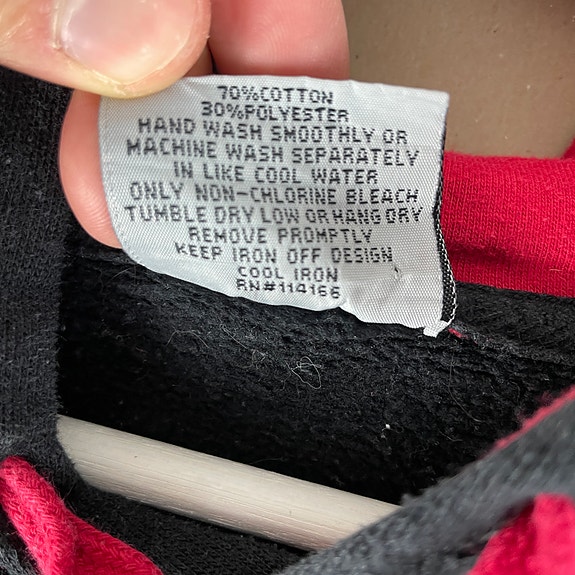 70%COTTON
30%POLYESTER
HAND WASH SMOOTHLY OR
MACHINE WASH SEPARATELY
IN LIKE COOL WATER
ONLY NON-CHLORINE BLEACH
TUMBLE DRY LOW OR HANG DRY
REMOVE PROMPTLY
KEEP IRON OFF DESIGN
COOL IRON
RN#114166